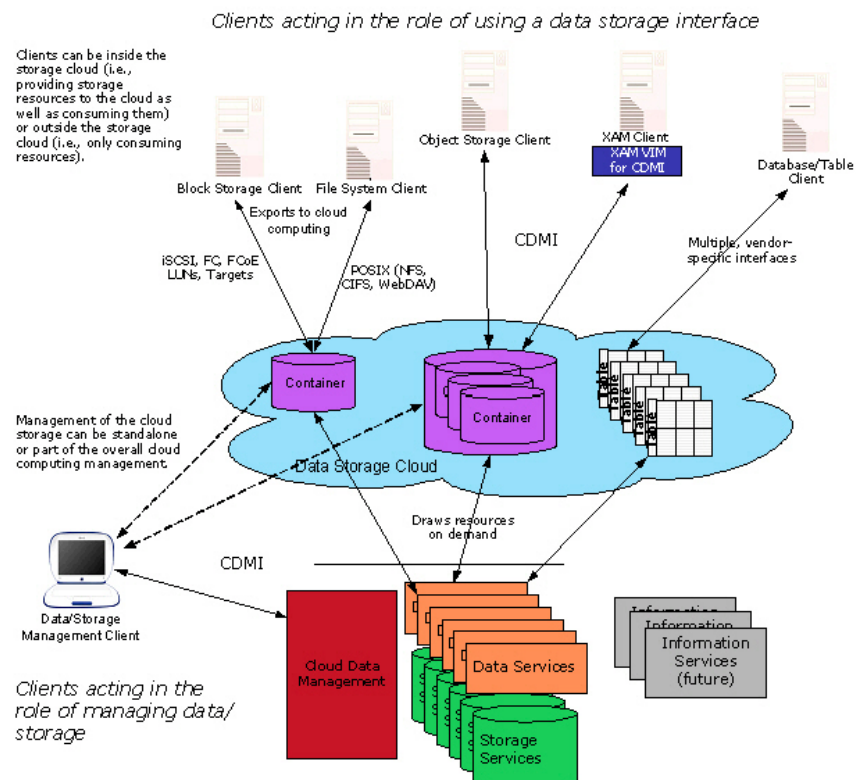 Clients acting in the role of using a data storage interface
Clients can be inside the
storage cloud (i.e.,
providing storage
resources to the cloud as
well as consuming them)
or outside the storage
cloud (i.e., only consuming
resources).
Block Storage Client
File System Client
Object Storage Client
XAM Client
XAM VIM
for CDMI
Database/Table
Client
Exports to cloud
computing
iSCSI, FC, FCoE
LUNs, Targets
POSIX (NFS,
CIFS, WebDAV)
CDMI
Multiple, vendor-
specific interfaces
Container
Container
Table
Table
Table
Table
Table
Data Storage Cloud
Management of the cloud
storage can be standalone
or part of the overall cloud
computing management.
Draws resources
on demand
CDMI
Data/Storage
Management Client
Cloud Data
Management
Data Services
Storage
Services
Information
Information
Information
Services
(future)
Clients acting in the
role of managing data/
storage